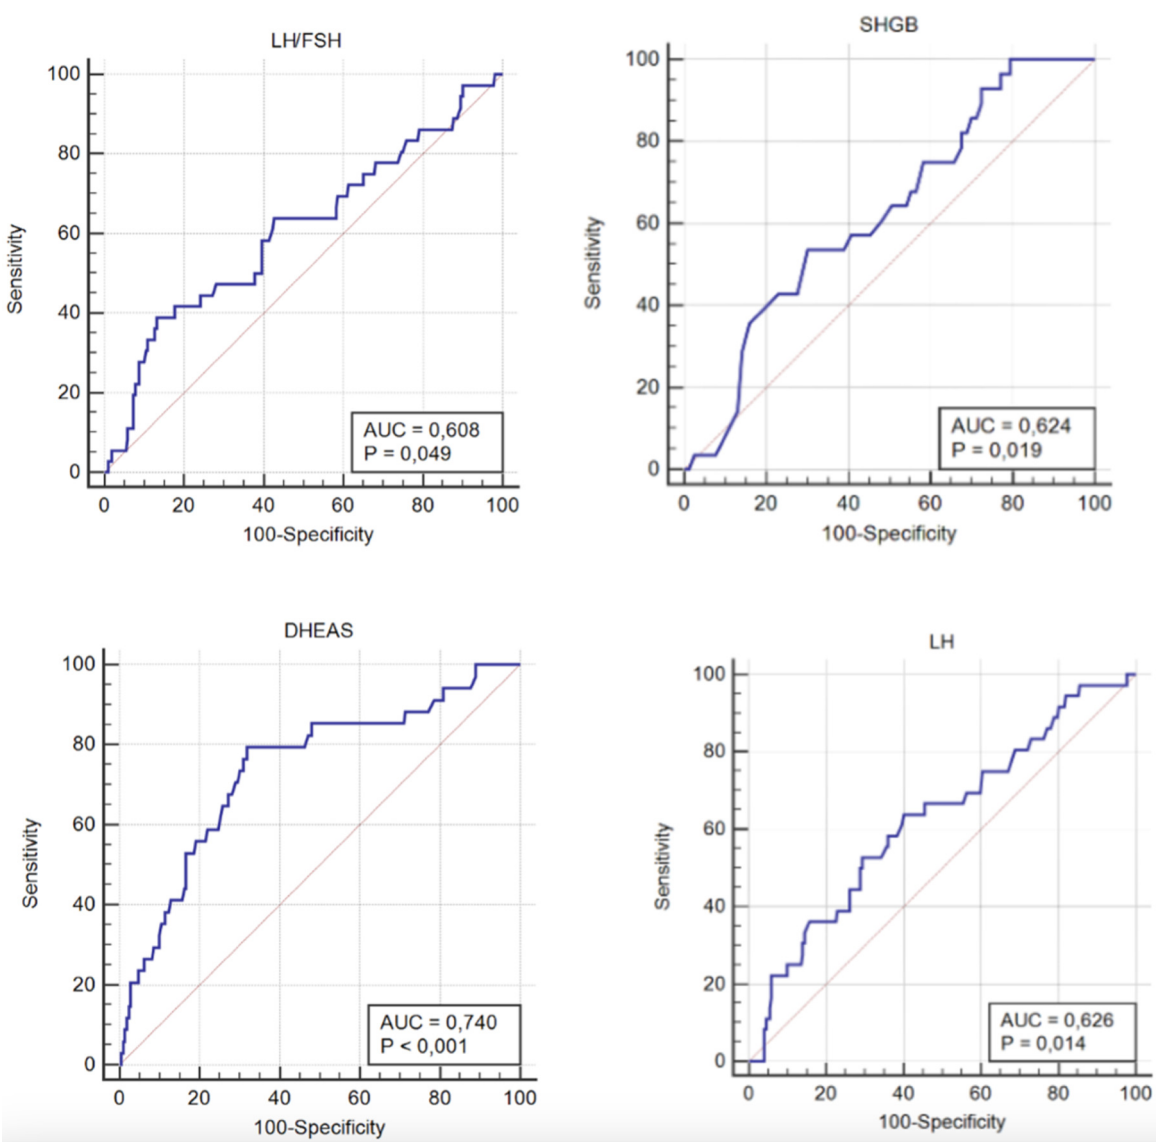 LH/FSH
100
80
60
40
20
0
Sensitivity
AUC = 0,608
P = 0,049
0 20 40 60 80 100
100-Specificity
SHGB
100
80
60
40
20
0
Sensitivity
AUC = 0,624
P = 0,019
0 20 40 60 80 100
100-Specificity
DHEAS
100
80
60
40
20
0
Sensitivity
AUC = 0,740
P < 0,001
0 20 40 60 80 100
100-Specificity
LH
100
80
60
40
20
0
Sensitivity
AUC = 0,626
P = 0,014
0 20 40 60 80 100
100-Specificity